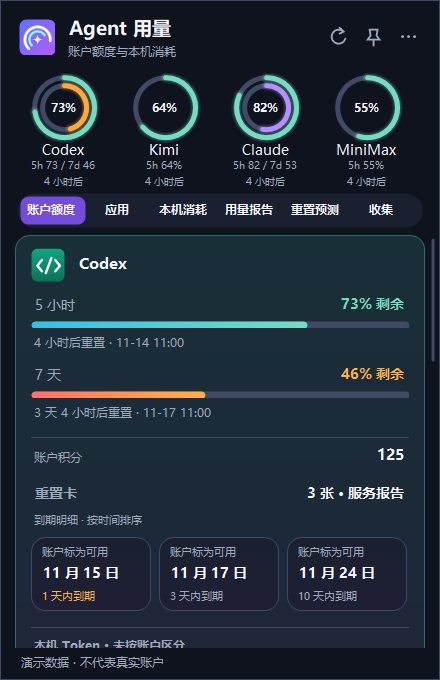 Agent 用量
账户额度与本机消耗
73% 64% 82% 55%
Codex Kimi Claude MiniMax
5h 73 / 7d 46 5h 64% 5h 82 / 7d 53 5h 55%
4 小时后 4 小时后 4 小时后 4 小时后
账户额度 应用 本机消耗 用量报告 重置预测 收集
Codex
5 小时 73% 剩余
4 小时后重置 · 11-14 11:00
7 天 46% 剩余
3 天 4 小时后重置 · 11-17 11:00
账户积分 125
重置卡 3 张 • 服务报告
到期明细 · 按时间排序
账户标为可用 账户标为可用 账户标为可用
11 月 15 日 11 月 17 日 11 月 24 日
1 天内到期 3 天内到期 10 天内到期
本机 Token • 未按账户区分
演示数据 · 不代表真实账户